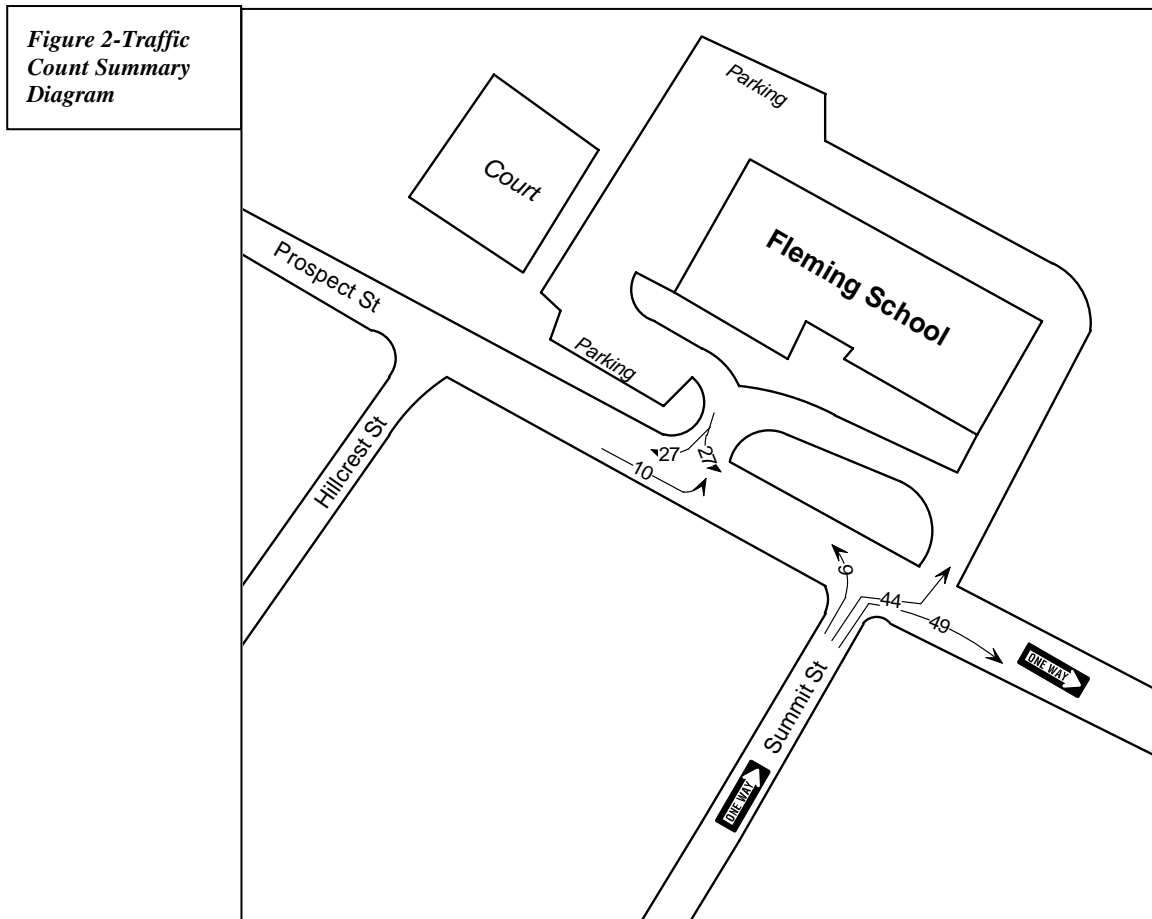 Figure 2-Traffic
Count Summary
Diagram
Parking
Court
Fleming School
Prospect St
Parking
Hillcrest St
27
27
10
9
44
49
ONE WAY
Summit St
ONE WAY